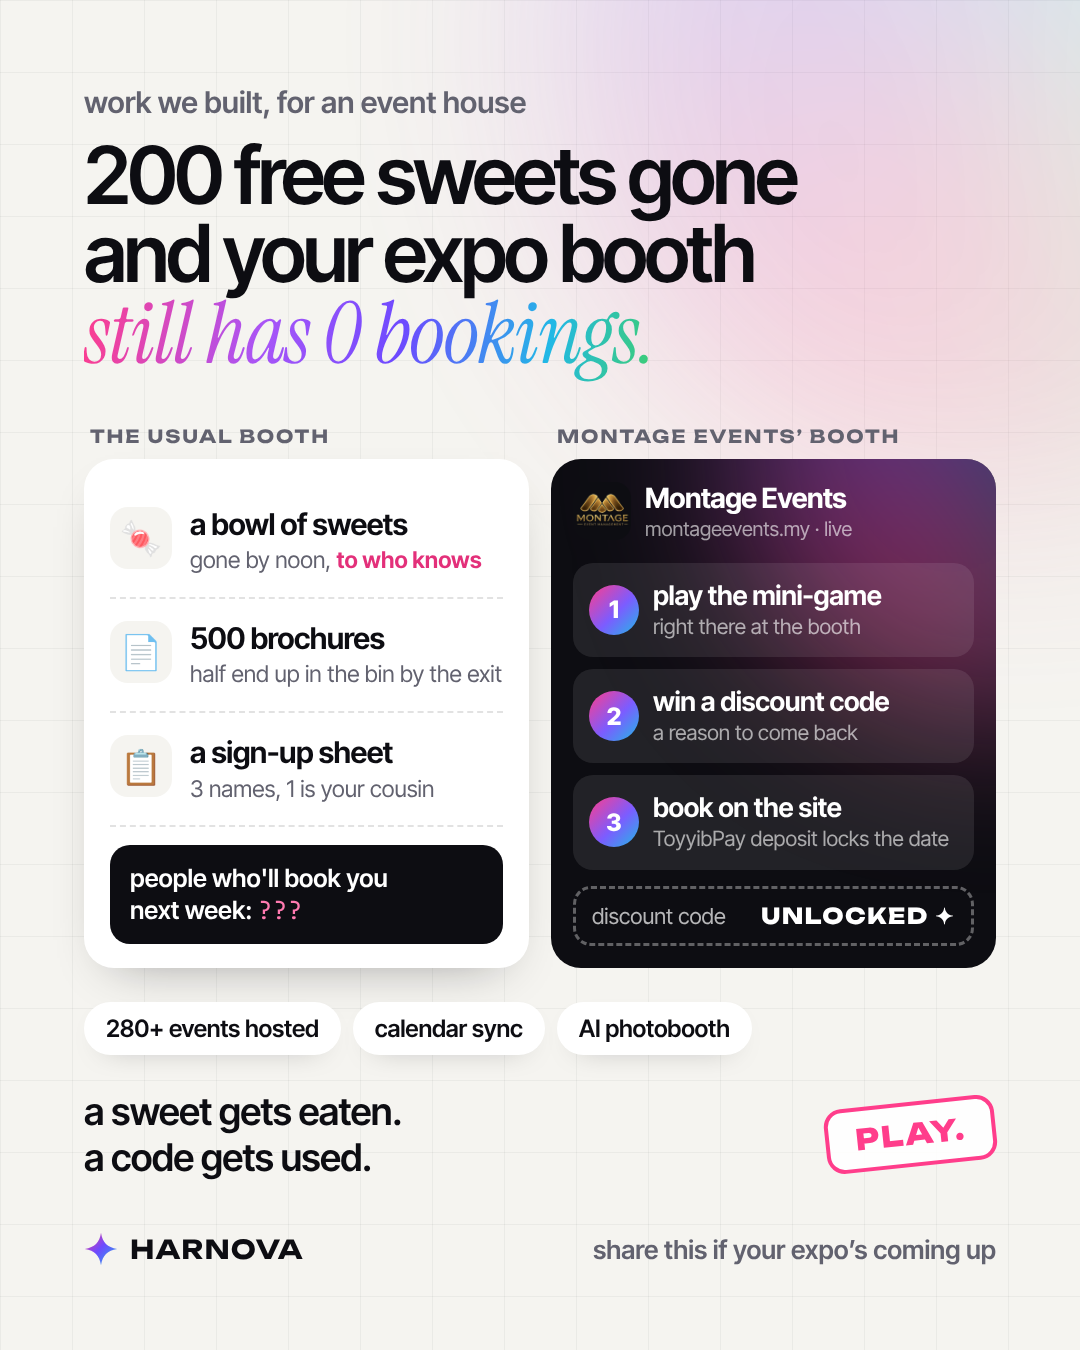 work we built, for an event house
200 free sweets gone
and your expo booth
still has 0 bookings.
THE USUAL BOOTH
a bowl of sweets
gone by noon, to who knows
500 brochures
half end up in the bin by the exit
a sign-up sheet
3 names, 1 is your cousin
people who'll book you
next week: ???
MONTAGE EVENTS’ BOOTH
MONTAGE
Montage Events
montageevents.my · live
1
play the mini-game
right there at the booth
2
win a discount code
a reason to come back
3
book on the site
ToyyibPay deposit locks the date
discount code UNLOCKED ✦
280+ events hosted
calendar sync
AI photobooth
a sweet gets eaten.
a code gets used.
PLAY.
HARNOVA
share this if your expo’s coming up